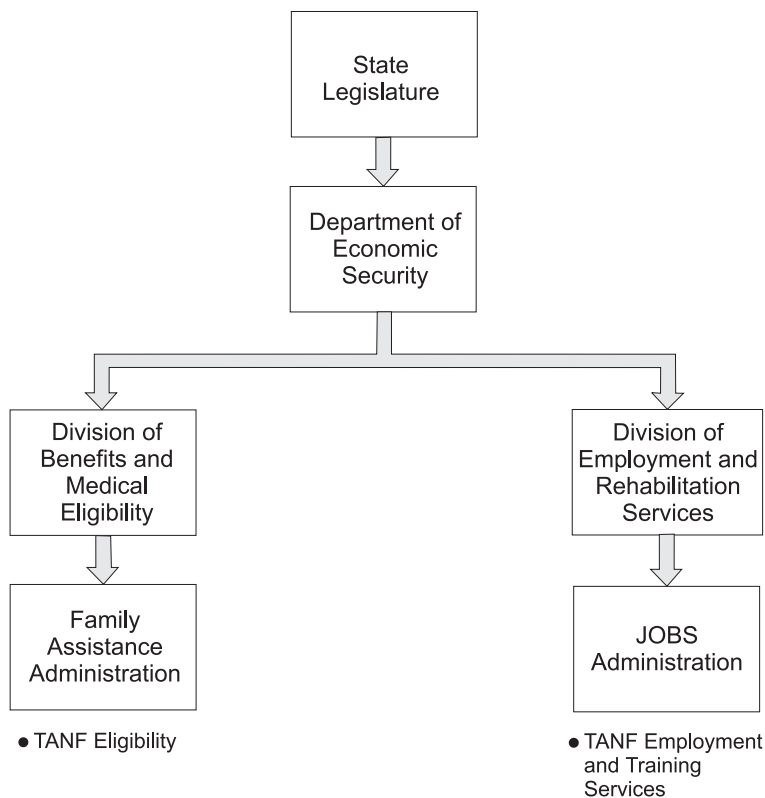 State
Legislature
Department of
Economic
Security
Division of
Benefits and
Medical
Eligibility
Division of
Employment and
Rehabilitation
Services
Family
Assistance
Administration
JOBS
Administration
● TANF Eligibility
● TANF Employment
and Training
Services